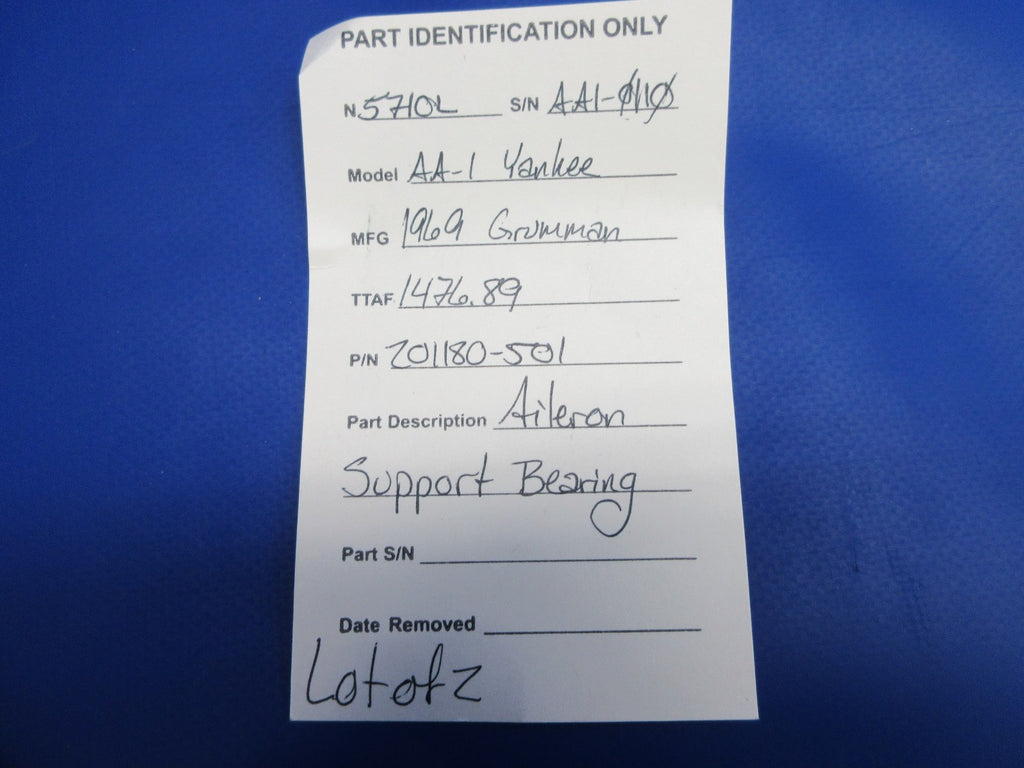 PART IDENTIFICATION ONLY
N 5710L S/N AA1-0110
Model AA-1 Yankee
MFG 1969 Grumman
TTAF 1476.89
P/N 201180-501
Part Description Aileron
Support Bearing
Part S/N
Date Removed
Lot of 2